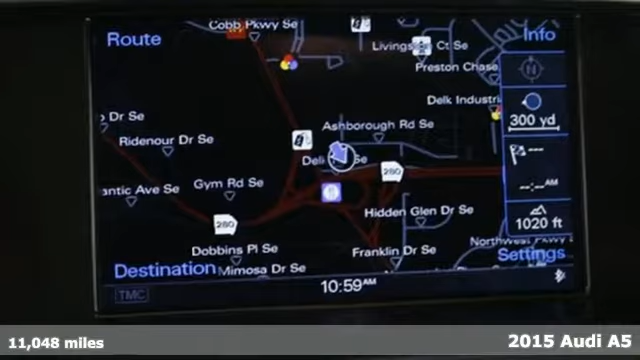 Cobb Pkwy Se
Route
Info
Livingston Ct Se
Preston Chase
Delk Industri
300 yd
Dr Se
Ashborough Rd Se
Ridenour Dr Se
Se
280
--:--AM
antic Ave Se
Gym Rd Se
1020 ft
280
Hidden Glen Dr Se
Dobbins Pl Se
Franklin Dr Se
Northwest Pkwy
Settings
Destination
Mimosa Dr Se
TMC
10:59AM
11,048 miles
2015 Audi A5